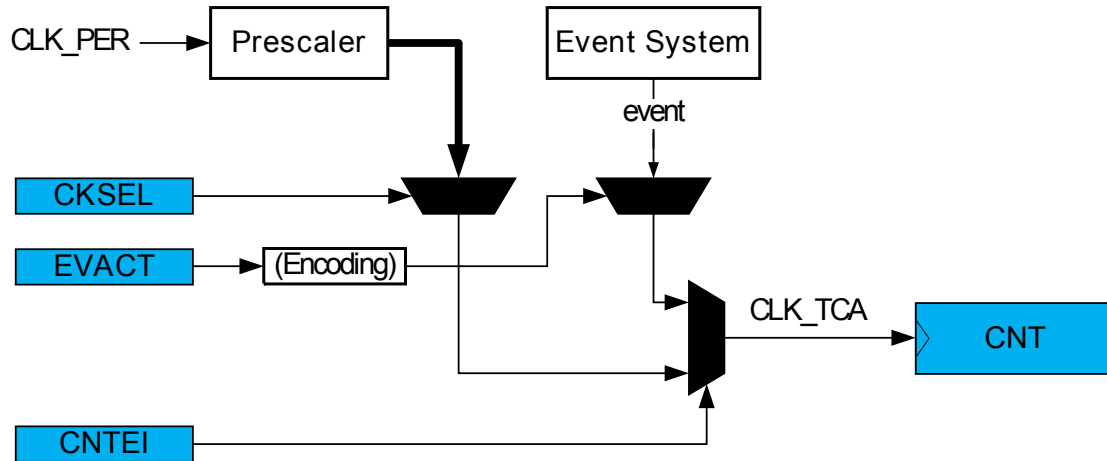 CLK_PER
Prescaler
Event System
event
CKSEL
EVACT
(Encoding)
CLK_TCA
CNT
CNTEI